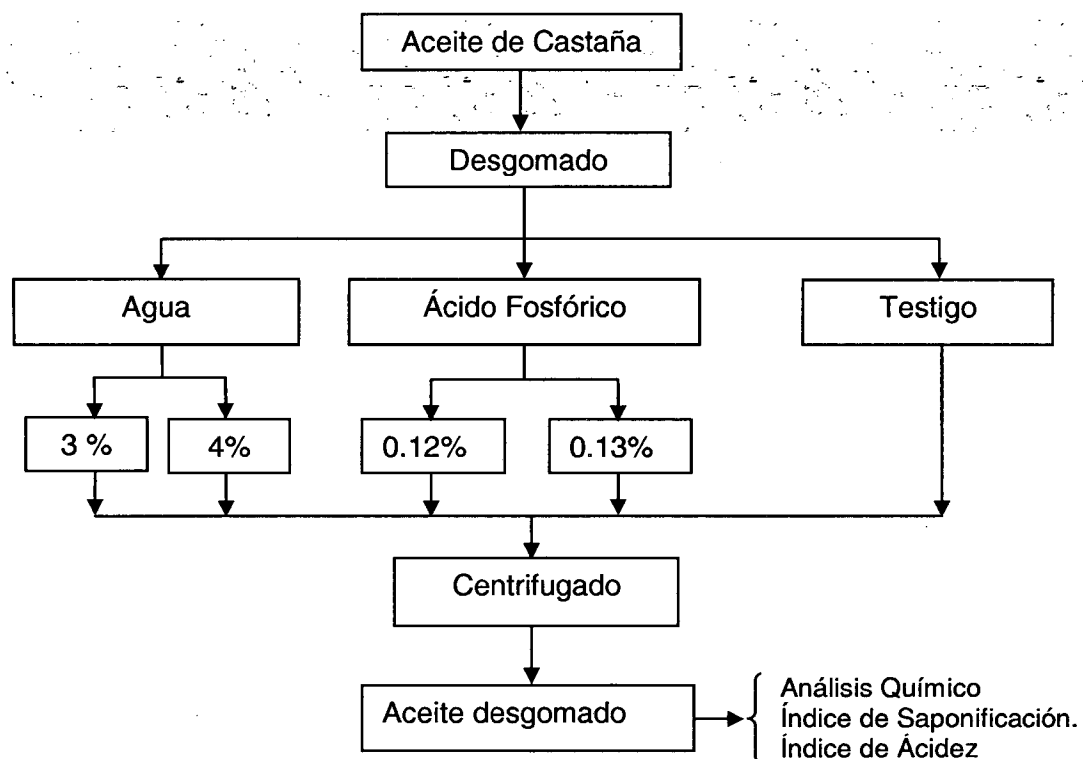 Aceite de Castaña
Desgomado
Agua
Ácido Fosfórico
Testigo
3 %
4%
0.12%
0.13%
Centrifugado
Aceite desgomado
Análisis Químico
Índice de Saponificación.
Índice de Ácidez